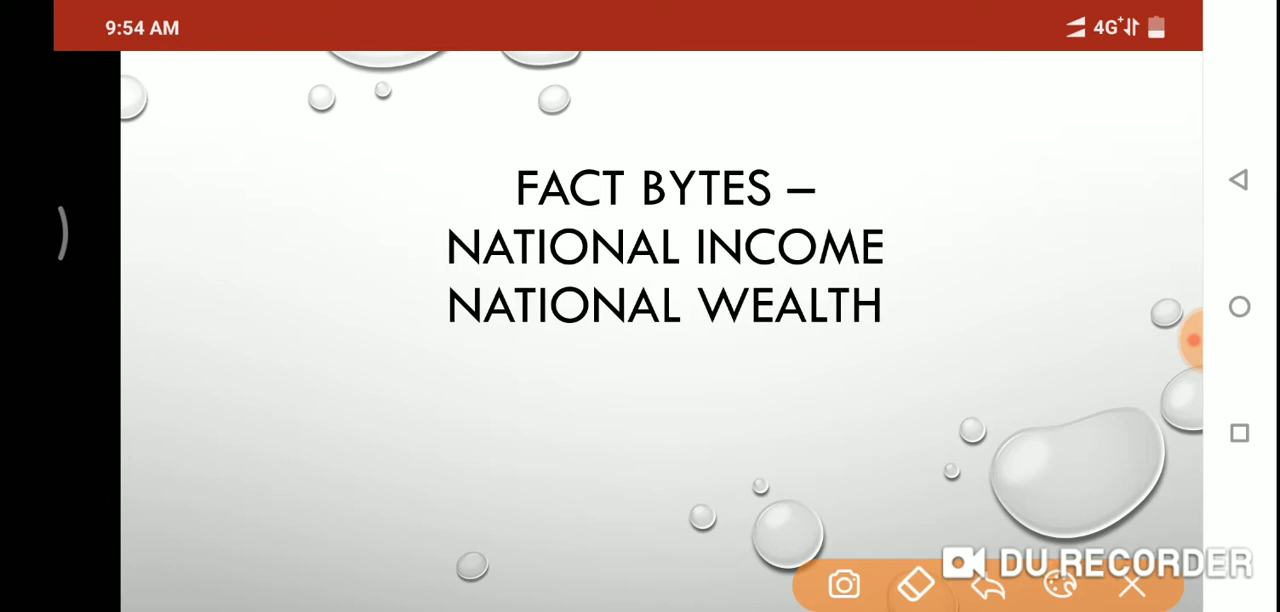 9:54 AM
4G+
FACT BYTES –
NATIONAL INCOME
NATIONAL WEALTH
DU RECORDER